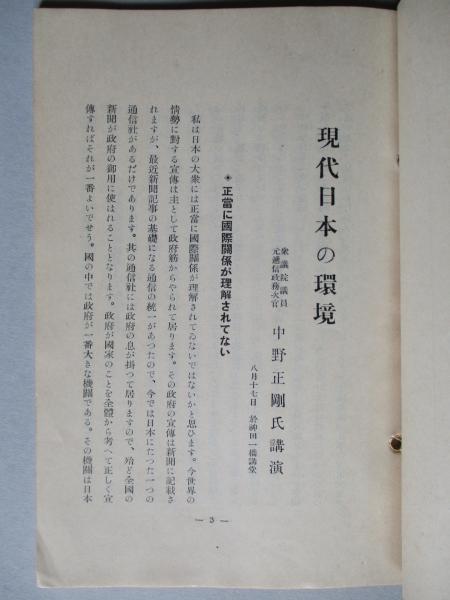 現代日本の環境
衆議院議員
元遞信政務次官
中野正剛氏講演
八月十七日 於神田一橋講堂
＊正當に國際關係が理解されてない
私は日本の大衆には正當に國際關係が理解されてゐないではないかと思ひます。今世界の
情勢に對する宣傳は主として政府筋からやられて居ります。その政府の宣傳は新聞に記載さ
れますが、最近新聞記事の基礎になる通信の統一があつたので、今では日本にたつた一つの
通信社があるだけであります。其の通信社には政府の息が掛つて居りますので、殆ど全國の
新聞が政府の御用に使はれることとなります。政府が國家のことを全體から考へて正しく宣
傳すればそれが一番よいでせう。國の中では政府が一番大きな機關である。その機關は日本
— 3 —